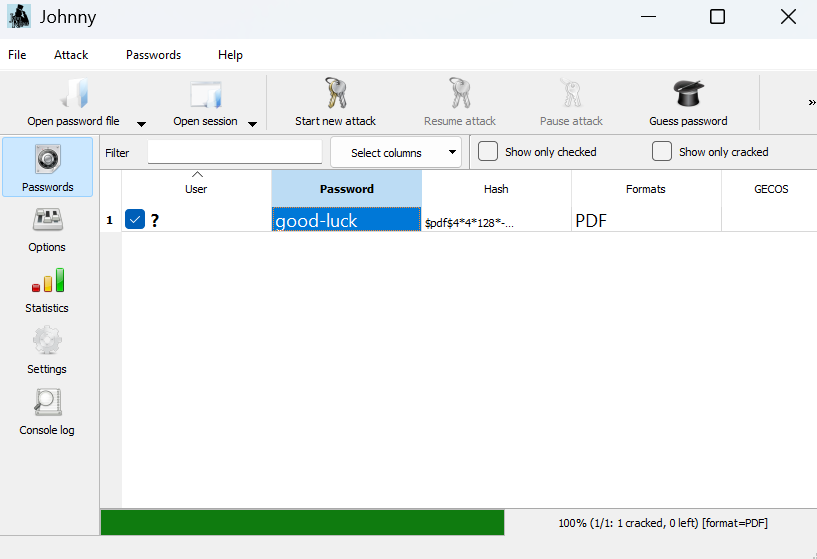 Johnny
File Attack Passwords Help
Open password file Open session Start new attack Resume attack Pause attack Guess password »
Passwords
Filter Select columns Show only checked Show only cracked
User Password Hash Formats GECOS
1 ? good-luck $pdf$4*4*128*-... PDF
Options
Statistics
Settings
Console log
100% (1/1: 1 cracked, 0 left) [format=PDF]